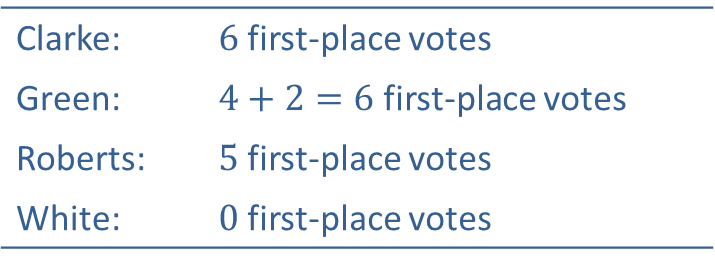 Clarke: 6 first-place votes
Green: 4 + 2 = 6 first-place votes
Roberts: 5 first-place votes
White: 0 first-place votes